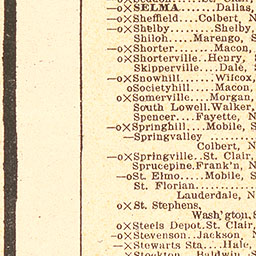 —o✕SELMA......Dallas,
—o✕Sheffield....Colbert, N
—o✕Shelby........Shelby,
Shiloh.....Marengo, S
—o✕Shorter.......Macon,
o✕Shorterville..Henry, S
Skipperville....Dale, S
—o✕Snowhill......Wilcox,
oSocietyhill.....Macon,
o✕Somerville....Morgan,
South Lowell.Walker,
Spencer....Fayette, N
—o✕Springhill...Mobile, S
—Springvalley ........
Colbert, N
—o✕Springville..St. Clair,
Sprucepine.Frank'n, N
—oSt. Elmo.....Mobile, S
St. Florian............
Lauderdale, N
o✕St. Stephens,
Wash'gton, S
o✕Steels Depot.St. Clair,
—o✕Stevenson..Jackson, N
—✕Stewarts Sta....Hale,